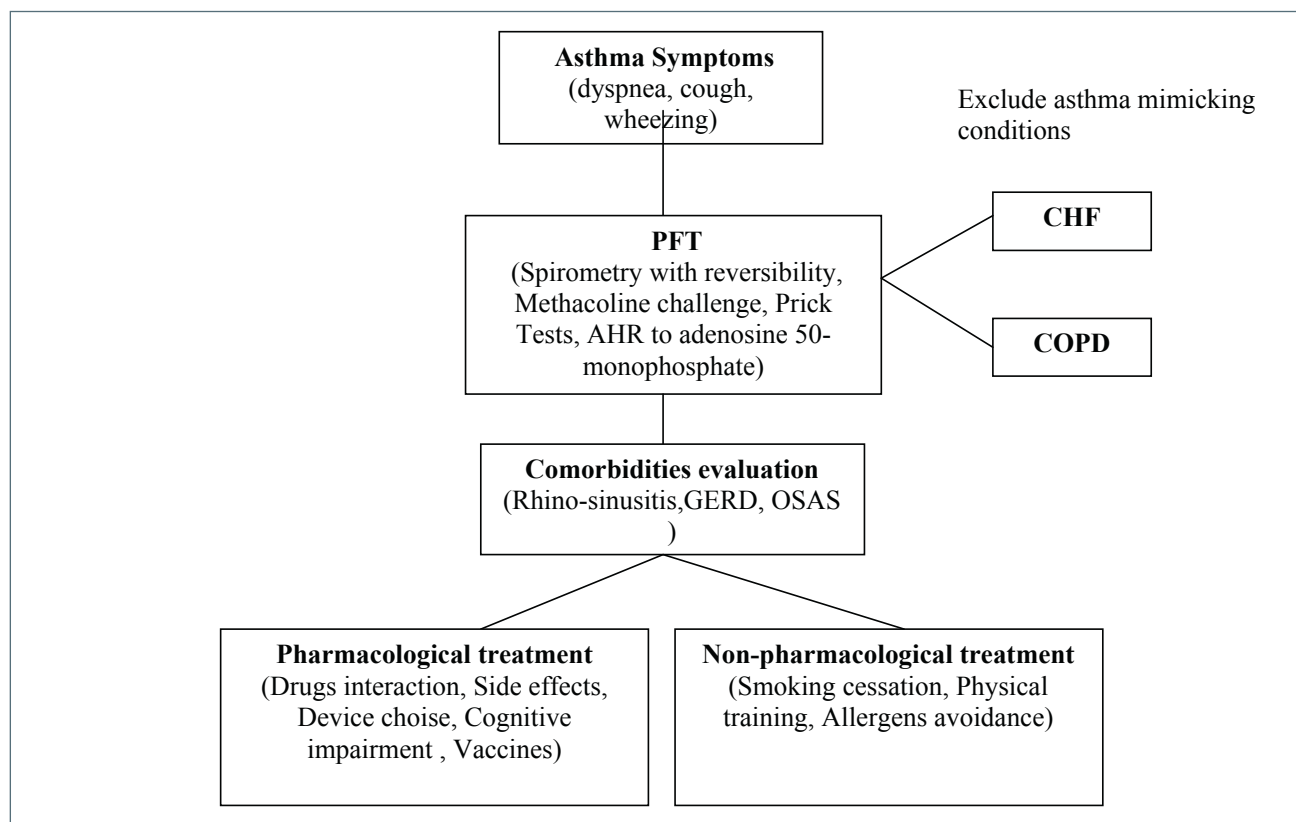 Asthma Symptoms
(dyspnea, cough,
wheezing)
Exclude asthma mimicking
conditions
CHF
PFT
(Spirometry with reversibility,
Methacoline challenge, Prick
Tests, AHR to adenosine 50-
monophosphate)
COPD
Comorbidities evaluation
(Rhino-sinusitis,GERD, OSAS
)
Pharmacological treatment
(Drugs interaction, Side effects,
Device choise, Cognitive
impairment , Vaccines)
Non-pharmacological treatment
(Smoking cessation, Physical
training, Allergens avoidance)